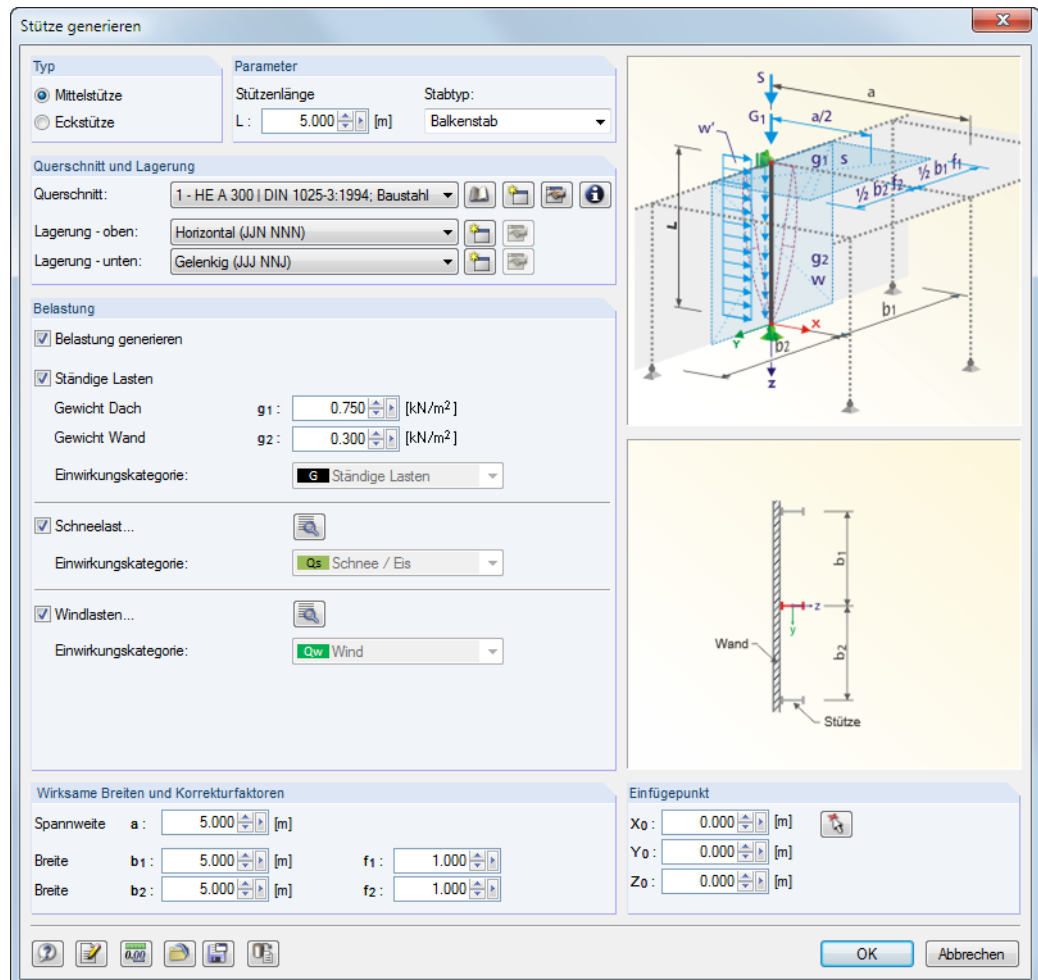 Stütze generieren
Typ
Mittelstütze
Eckstütze
Parameter
Stützenlänge
L : 5.000 [m]
Stabtyp:
Balkenstab
Querschnitt und Lagerung
Querschnitt: 1 - HE A 300 | DIN 1025-3:1994; Baustahl
Lagerung - oben: Horizontal (JJN NNN)
Lagerung - unten: Gelenkig (JJJ NNJ)
Belastung
Belastung generieren
Ständige Lasten
Gewicht Dach g1 : 0.750 [kN/m²]
Gewicht Wand g2 : 0.300 [kN/m²]
Einwirkungskategorie: G Ständige Lasten
Schneelast...
Einwirkungskategorie: Qs Schnee / Eis
Windlasten...
Einwirkungskategorie: Qw Wind
S
a
G1
a/2
w'
g1 s
½ b2 f2
½ b1 f1
L
g2
w
b1
X
Y
b2
Z
b1
z
y
Wand
b2
Stütze
Wirksame Breiten und Korrekturfaktoren
Spannweite a : 5.000 [m]
Breite b1 : 5.000 [m] f1 : 1.000
Breite b2 : 5.000 [m] f2 : 1.000
Einfügepunkt
X0 : 0.000 [m]
Y0 : 0.000 [m]
Z0 : 0.000 [m]
0.00
OK
Abbrechen